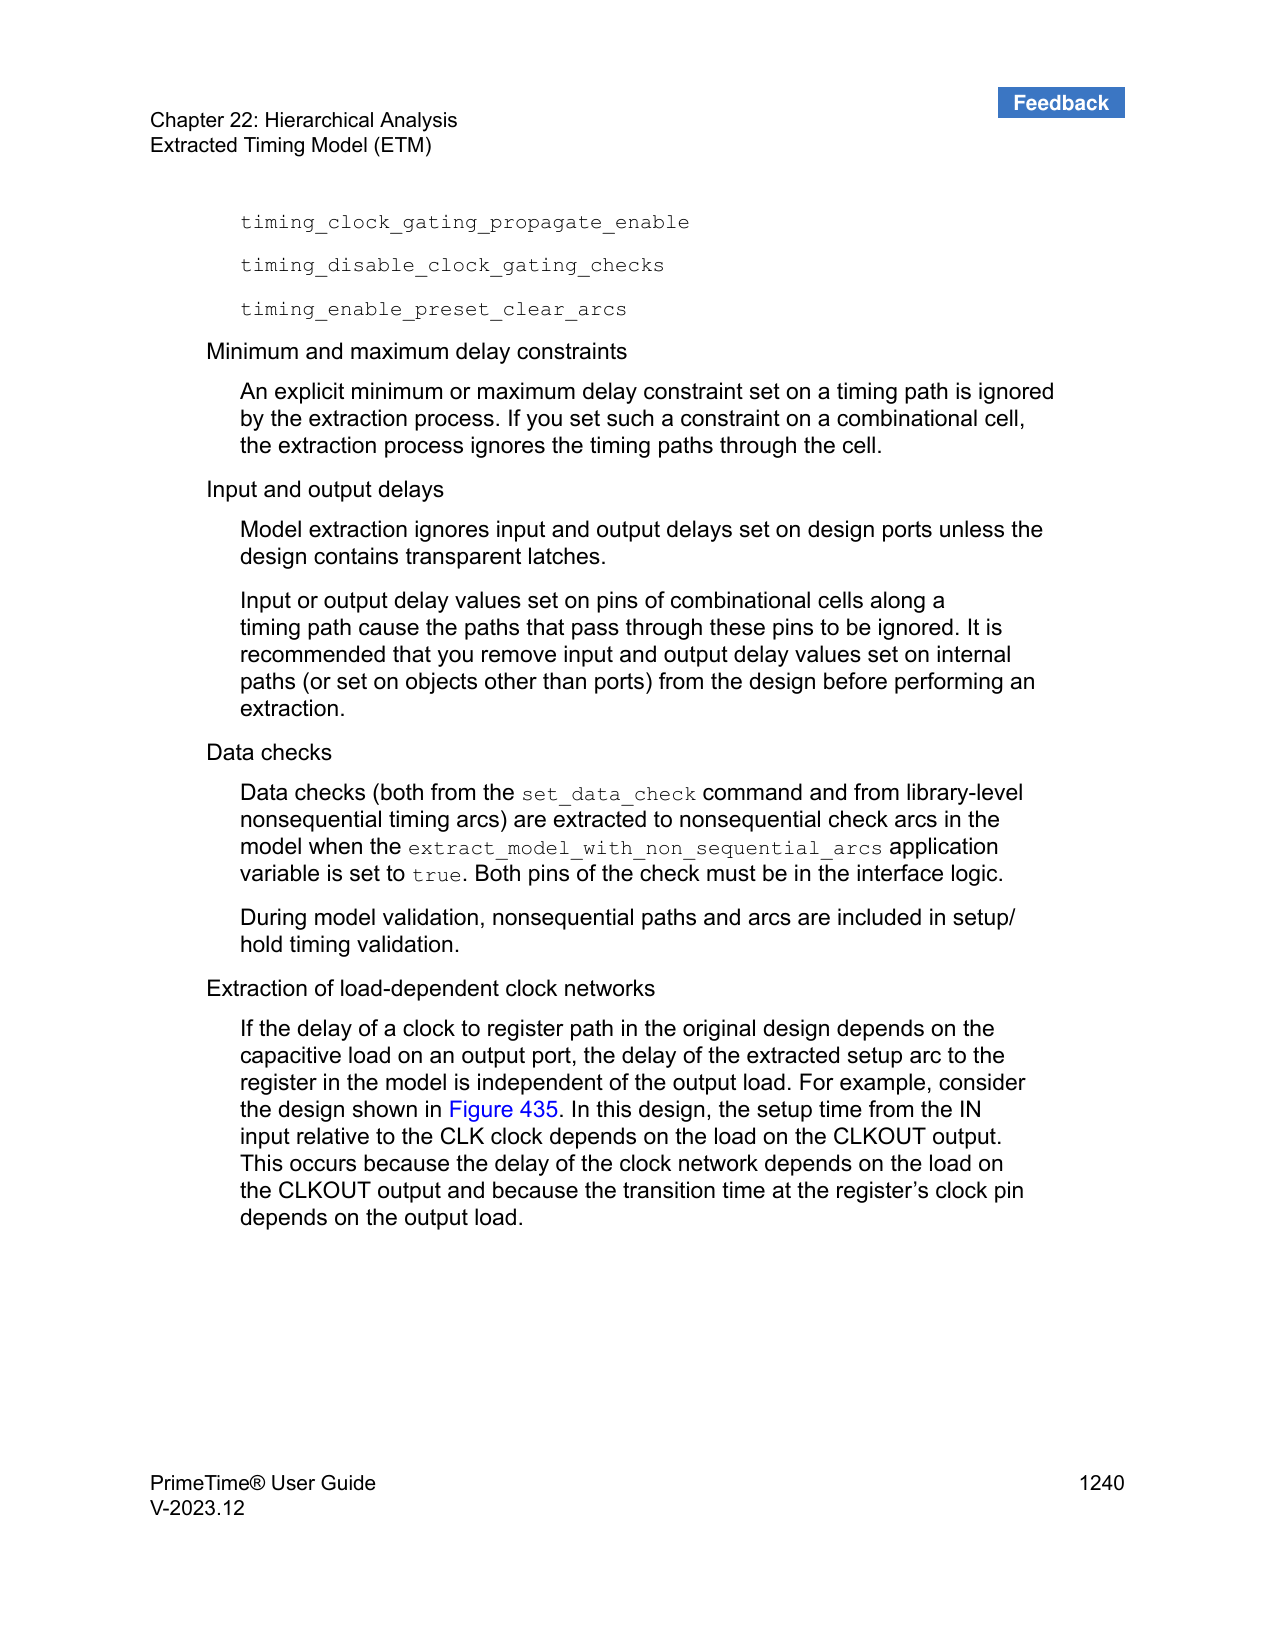 Feedback
Chapter 22: Hierarchical Analysis
Extracted Timing Model (ETM)
timing_clock_gating_propagate_enable
timing_disable_clock_gating_checks
timing_enable_preset_clear_arcs
Minimum and maximum delay constraints
An explicit minimum or maximum delay constraint set on a timing path is ignored
by the extraction process. If you set such a constraint on a combinational cell,
the extraction process ignores the timing paths through the cell.
Input and output delays
Model extraction ignores input and output delays set on design ports unless the
design contains transparent latches.
Input or output delay values set on pins of combinational cells along a
timing path cause the paths that pass through these pins to be ignored. It is
recommended that you remove input and output delay values set on internal
paths (or set on objects other than ports) from the design before performing an
extraction.
Data checks
Data checks (both from the set_data_check command and from library-level
nonsequential timing arcs) are extracted to nonsequential check arcs in the
model when the extract_model_with_non_sequential_arcs application
variable is set to true. Both pins of the check must be in the interface logic.
During model validation, nonsequential paths and arcs are included in setup/
hold timing validation.
Extraction of load-dependent clock networks
If the delay of a clock to register path in the original design depends on the
capacitive load on an output port, the delay of the extracted setup arc to the
register in the model is independent of the output load. For example, consider
the design shown in Figure 435. In this design, the setup time from the IN
input relative to the CLK clock depends on the load on the CLKOUT output.
This occurs because the delay of the clock network depends on the load on
the CLKOUT output and because the transition time at the register’s clock pin
depends on the output load.
PrimeTime® User Guide 1240
V-2023.12